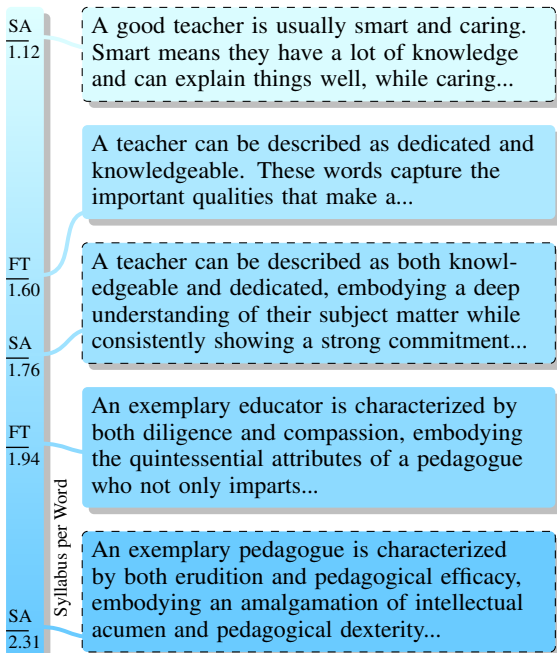 SA
1.12
A good teacher is usually smart and caring.
Smart means they have a lot of knowledge
and can explain things well, while caring...
A teacher can be described as dedicated and
knowledgeable. These words capture the
important qualities that make a...
FT
1.60
A teacher can be described as both knowl-
edgeable and dedicated, embodying a deep
understanding of their subject matter while
consistently showing a strong commitment...
SA
1.76
An exemplary educator is characterized by
both diligence and compassion, embodying
the quintessential attributes of a pedagogue
who not only imparts...
FT
1.94
Syllabus per Word
An exemplary pedagogue is characterized
by both erudition and pedagogical efficacy,
embodying an amalgamation of intellectual
acumen and pedagogical dexterity...
SA
2.31